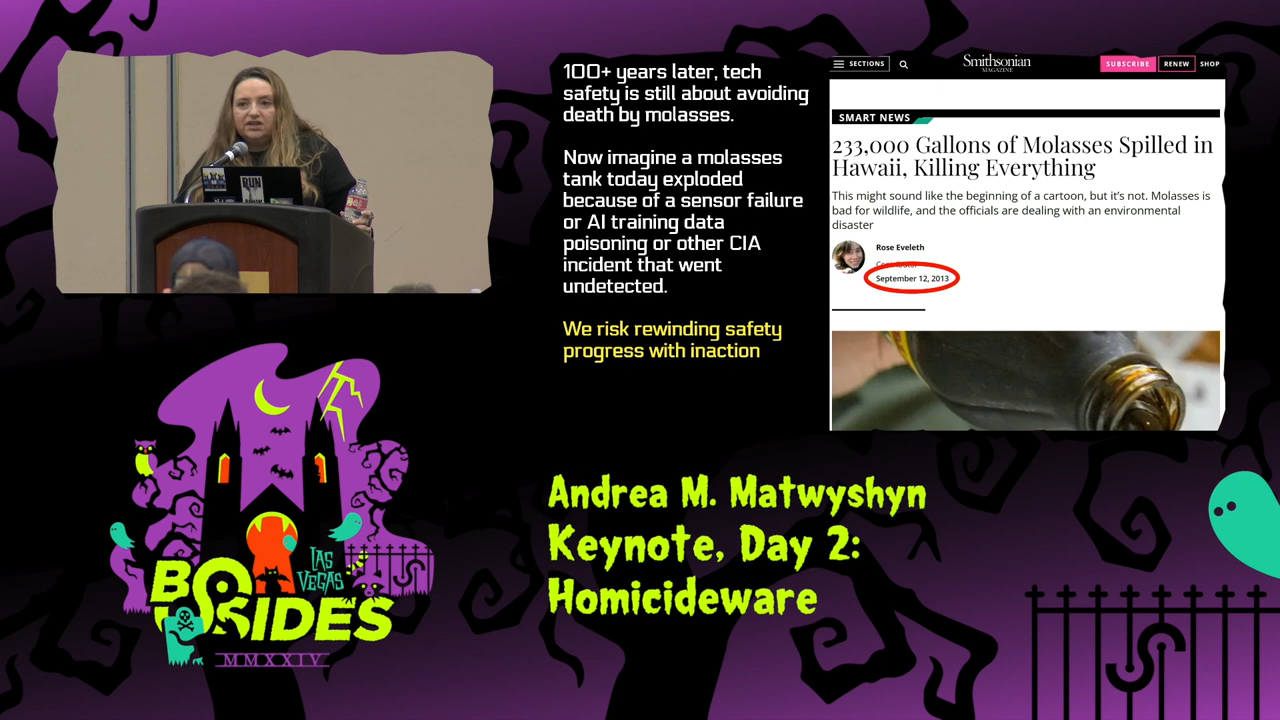 100+ years later, tech
safety is still about avoiding
death by molasses.
Now imagine a molasses
tank today exploded
because of a sensor failure
or AI training data
poisoning or other CIA
incident that went
undetected.
We risk rewinding safety
progress with inaction
SECTIONS
Smithsonian
MAGAZINE
SUBSCRIBE
RENEW
SHOP
SMART NEWS
233,000 Gallons of Molasses Spilled in
Hawaii, Killing Everything
This might sound like the beginning of a cartoon, but it's not. Molasses is
bad for wildlife, and the officials are dealing with an environmental
disaster
Rose Eveleth
September 12, 2013
RUN
LAS
VEGAS
BSIDES
MMXXIV
Andrea M. Matwyshyn
Keynote, Day 2:
Homicideware